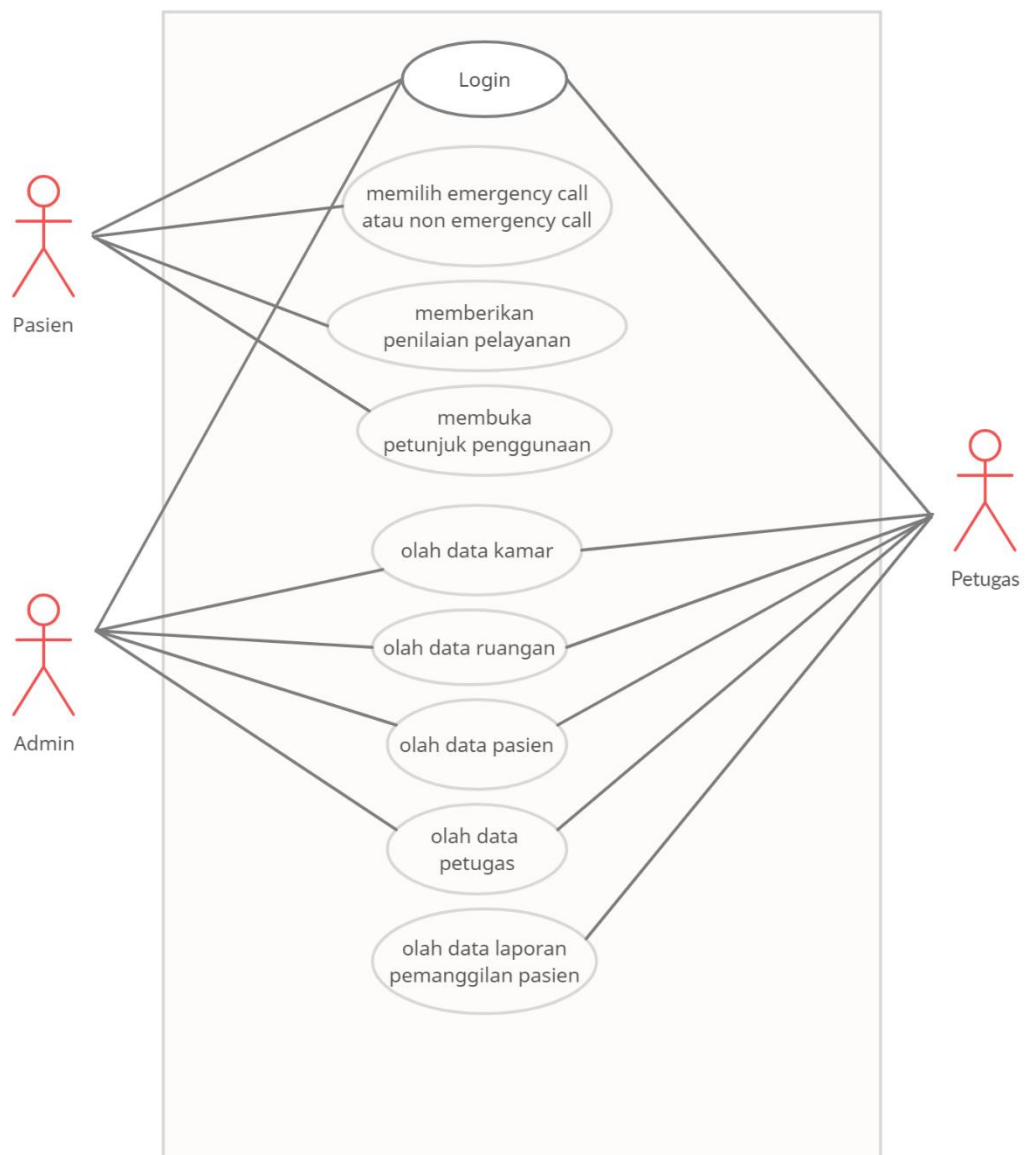 Login
memilih emergency call
atau non emergency call
memberikan
penilaian pelayanan
Pasien
membuka
petunjuk penggunaan
olah data kamar
Petugas
olah data ruangan
Admin
olah data pasien
olah data
petugas
olah data laporan
pemanggilan pasien